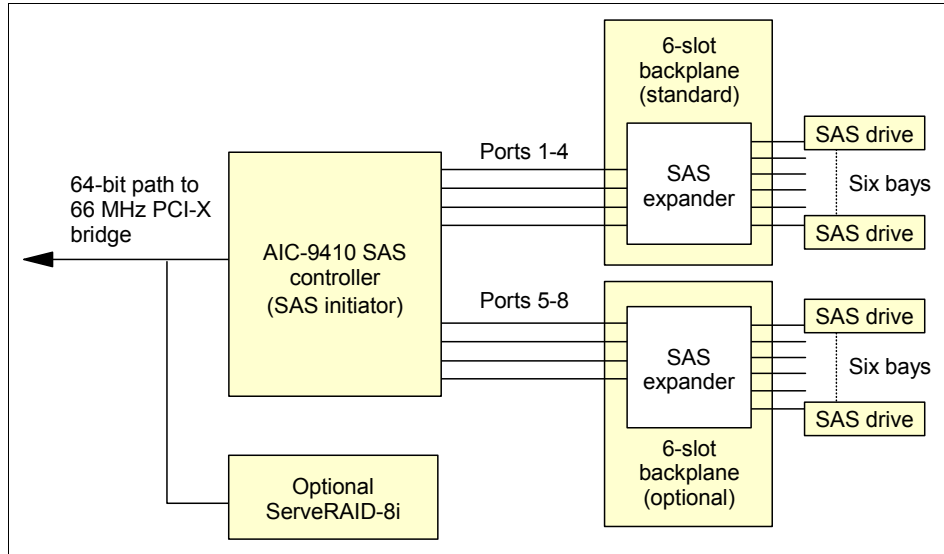 6-slot
backplane
(standard)
SAS drive
Ports 1-4
SAS
expander
Six bays
64-bit path to
66 MHz PCI-X
bridge
SAS drive
AIC-9410 SAS
controller
(SAS initiator)
Ports 5-8
SAS drive
SAS
expander
Six bays
SAS drive
6-slot
backplane
(optional)
Optional
ServeRAID-8i